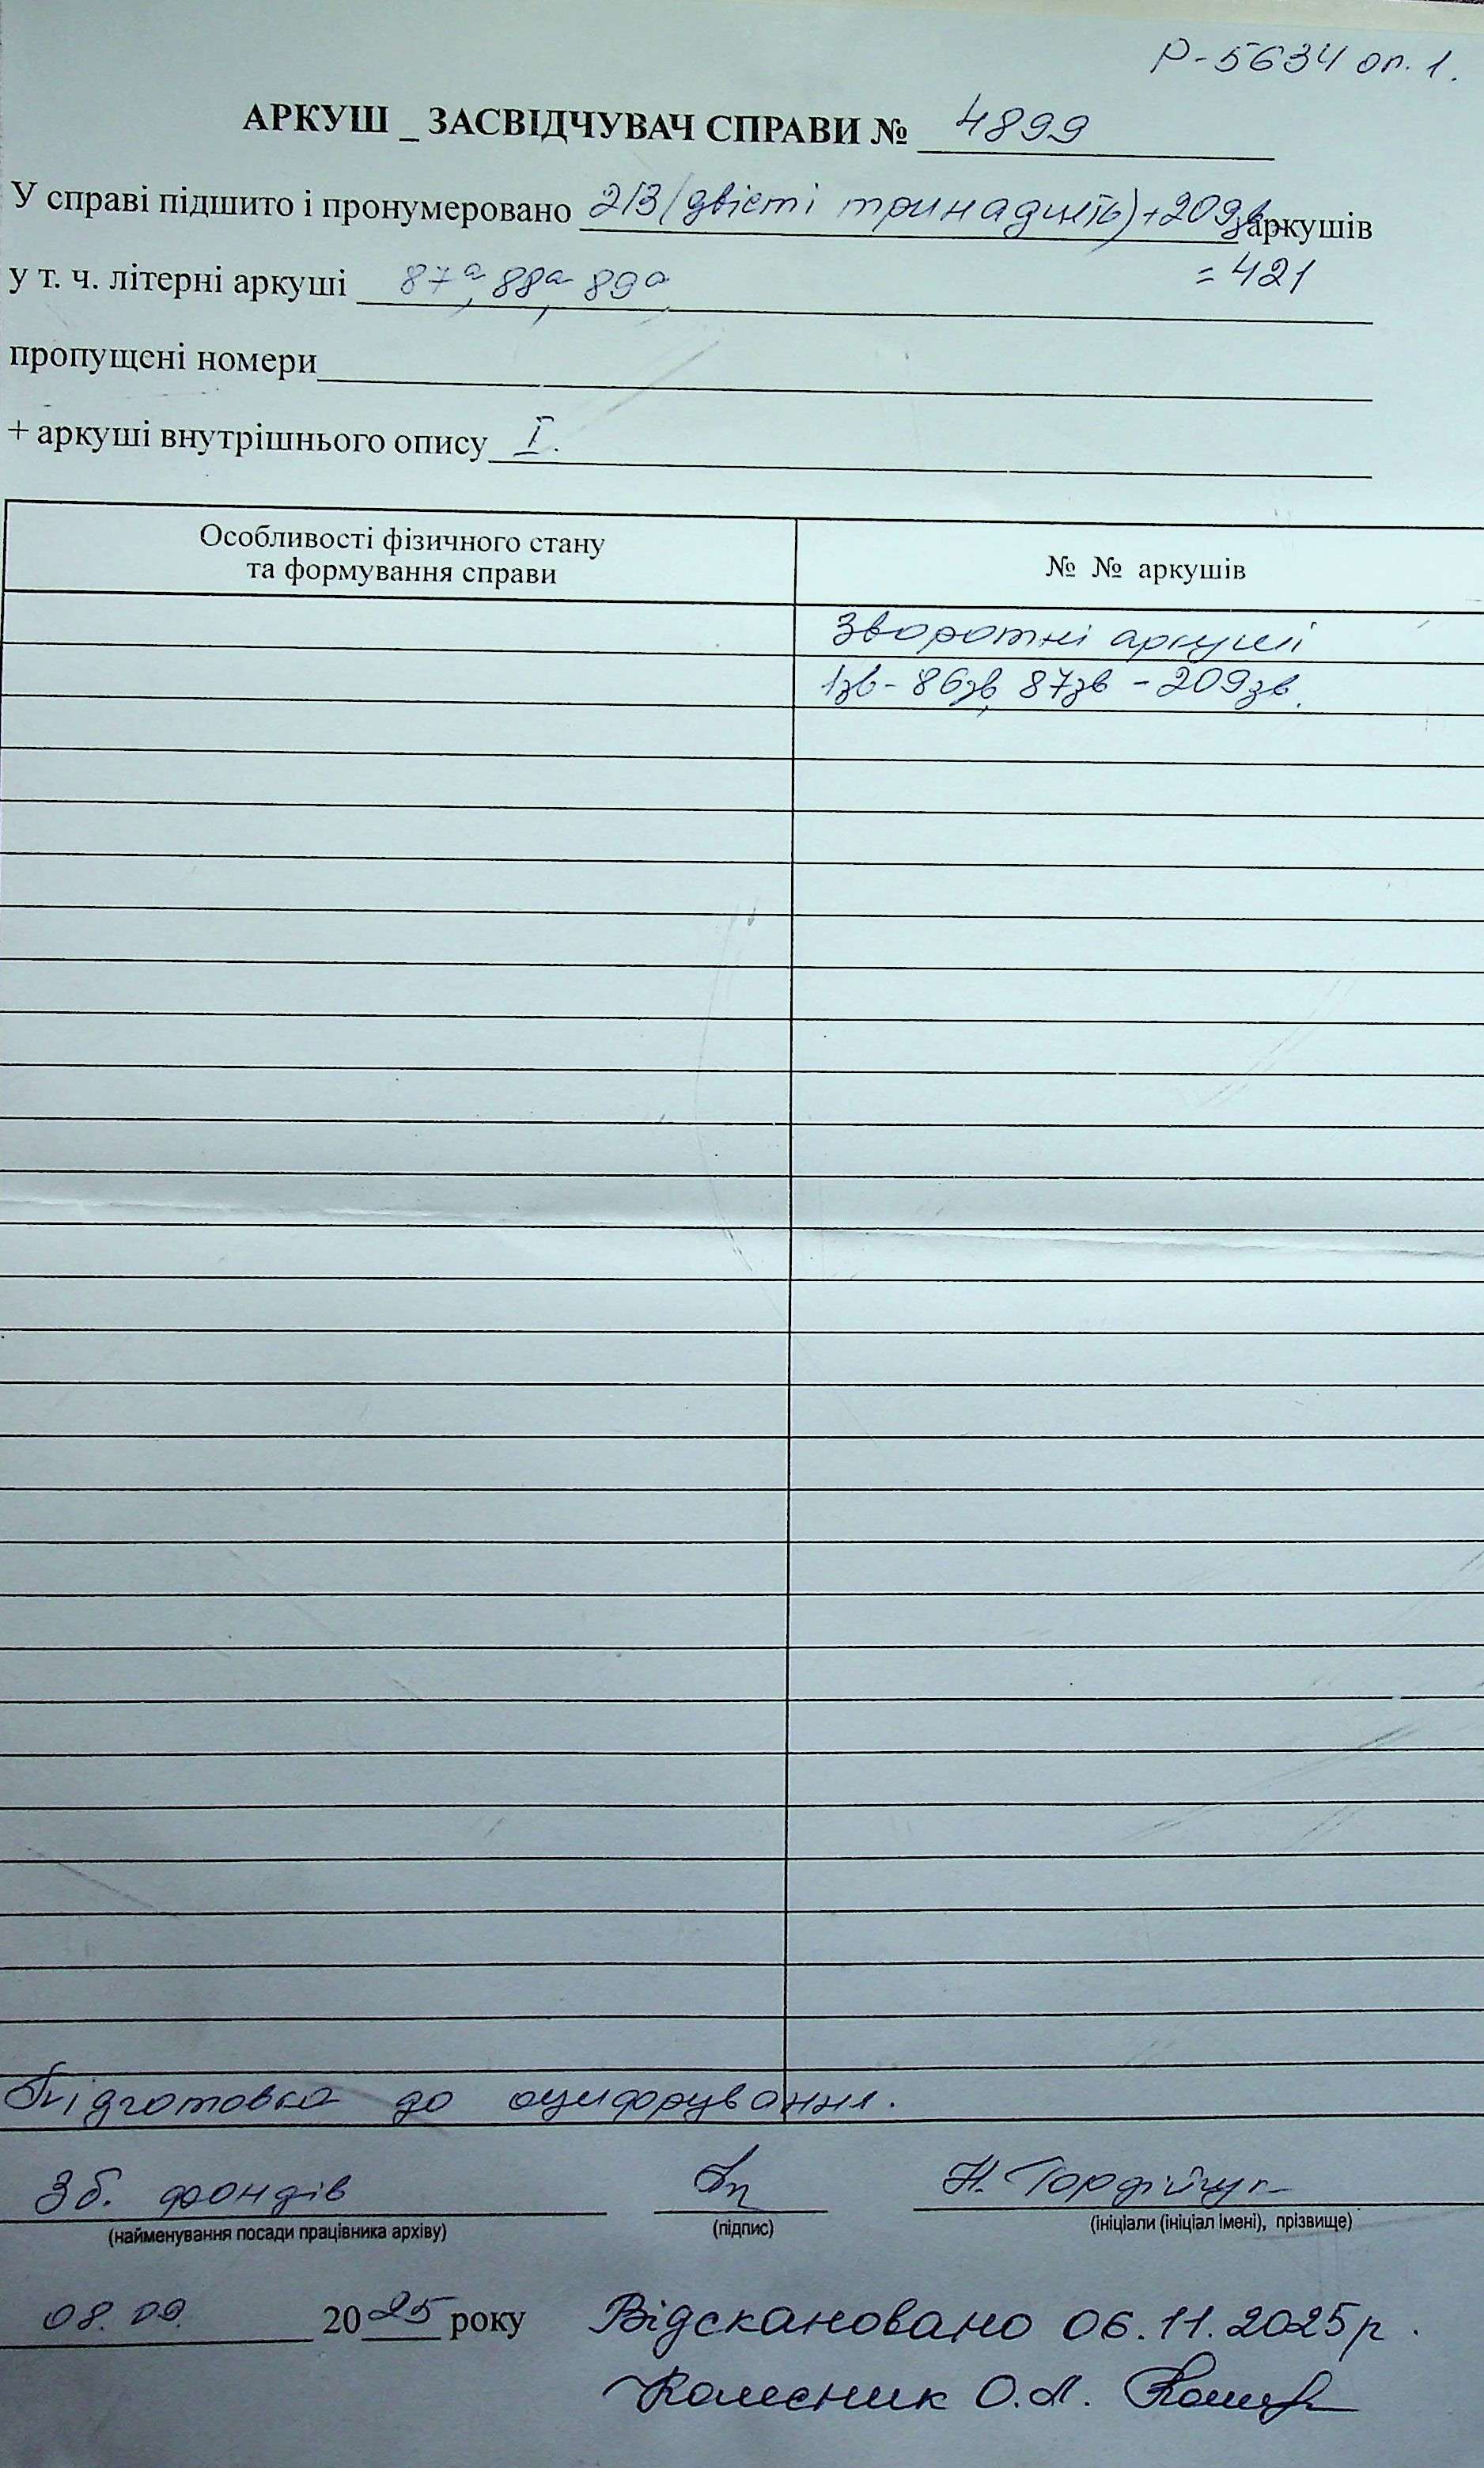 Р-5634 оп. 1.
АРКУШ _ ЗАСВІДЧУВАЧ СПРАВИ № 4899
У справі підшито і пронумеровано 213 (двісті тринадцять) + 209зв. аркушів
= 421
у т. ч. літерні аркуші 87а, 88а, 89а
пропущені номери
+ аркуші внутрішнього опису I.
Особливості фізичного стану
та формування справи
№ № аркушів
Зворотні аркуші
1зв - 86зв, 87зв - 209зв.
Підготовка до оцифрування.
Зб. фондів
Н. Гордійчук
(найменування посади працівника архіву)
(підпис)
(ініціали (ініціал імені), прізвище)
08.09. 2025 року
Відскановано 06.11.2025р.
Колесник О.А.